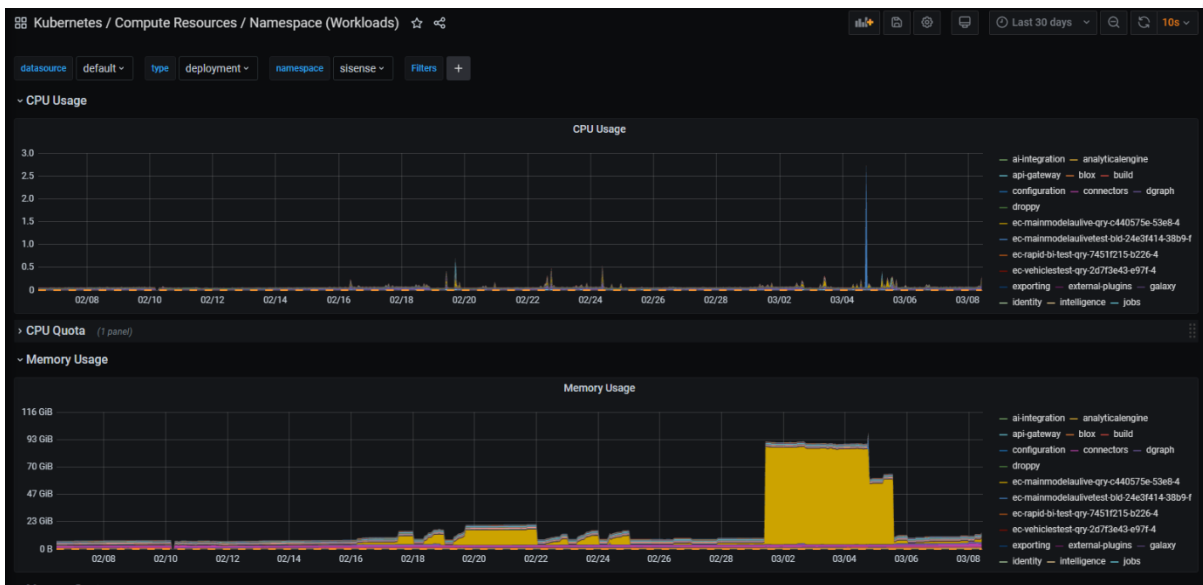 Kubernetes / Compute Resources / Namespace (Workloads)
Last 30 days
10s
datasource default type deployment namespace sisense Filters +
CPU Usage
CPU Usage
3.0
2.5
2.0
1.5
1.0
0.5
0
02/08 02/10 02/12 02/14 02/16 02/18 02/20 02/22 02/24 02/26 02/28 03/02 03/04 03/06 03/08
ai-integration analyticalengine
api-gateway blox build
configuration connectors dgraph
droppy
ec-mainmodelaulive-qry-c440575e-53e8-4
ec-mainmodelaulivetest-bld-24e3f414-38b9-f
ec-rapid-bi-test-qry-7451f215-b226-4
ec-vehiclestest-qry-2d7f3e43-e97f-4
exporting external-plugins galaxy
identity intelligence jobs
CPU Quota (1 panel)
Memory Usage
Memory Usage
116 GiB
93 GiB
70 GiB
47 GiB
23 GiB
0 B
02/08 02/10 02/12 02/14 02/16 02/18 02/20 02/22 02/24 02/26 02/28 03/02 03/04 03/06 03/08
ai-integration analyticalengine
api-gateway blox build
configuration connectors dgraph
droppy
ec-mainmodelaulive-qry-c440575e-53e8-4
ec-mainmodelaulivetest-bld-24e3f414-38b9-f
ec-rapid-bi-test-qry-7451f215-b226-4
ec-vehiclestest-qry-2d7f3e43-e97f-4
exporting external-plugins galaxy
identity intelligence jobs